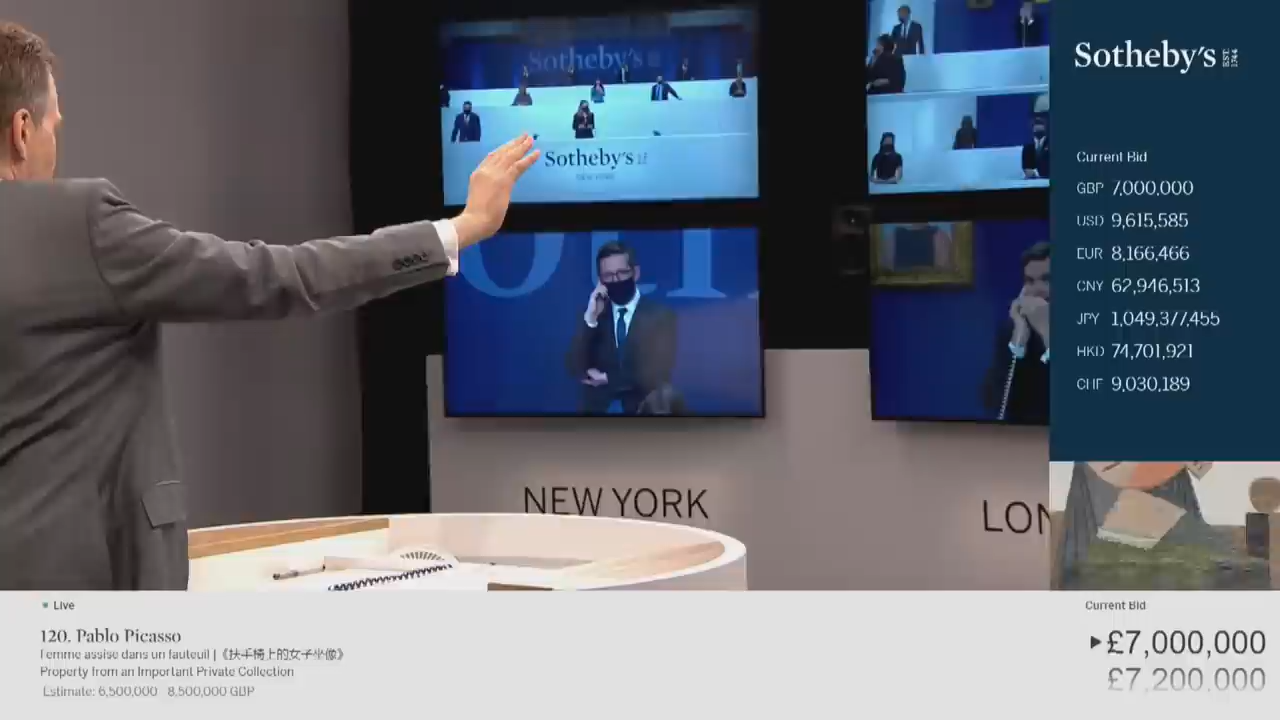 Sotheby's
Sotheby's
NEW YORK
NEW YORK
LON
Sotheby's EST. 1744
Current Bid
GBP 7,000,000
USD 9,615,585
EUR 8,166,466
CNY 62,946,513
JPY 1,049,377,455
HKD 74,701,921
CHF 9,030,189
Live
120. Pablo Picasso
Femme assise dans un fauteuil |《扶手椅上的女子坐像》
Property from an Important Private Collection
Estimate: 6,500,000 8,500,000 GBP
Current Bid
£7,000,000
£7,200,000